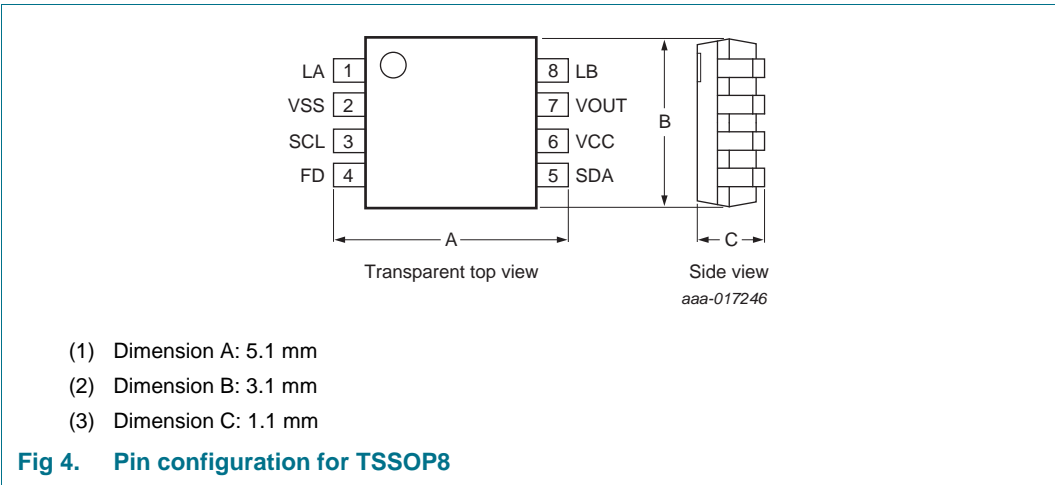 LA 1 8 LB
VSS 2 7 VOUT
B
SCL 3 6 VCC
FD 4 5 SDA
A C
Transparent top view Side view
aaa-017246
(1) Dimension A: 5.1 mm
(2) Dimension B: 3.1 mm
(3) Dimension C: 1.1 mm
Fig 4. Pin configuration for TSSOP8